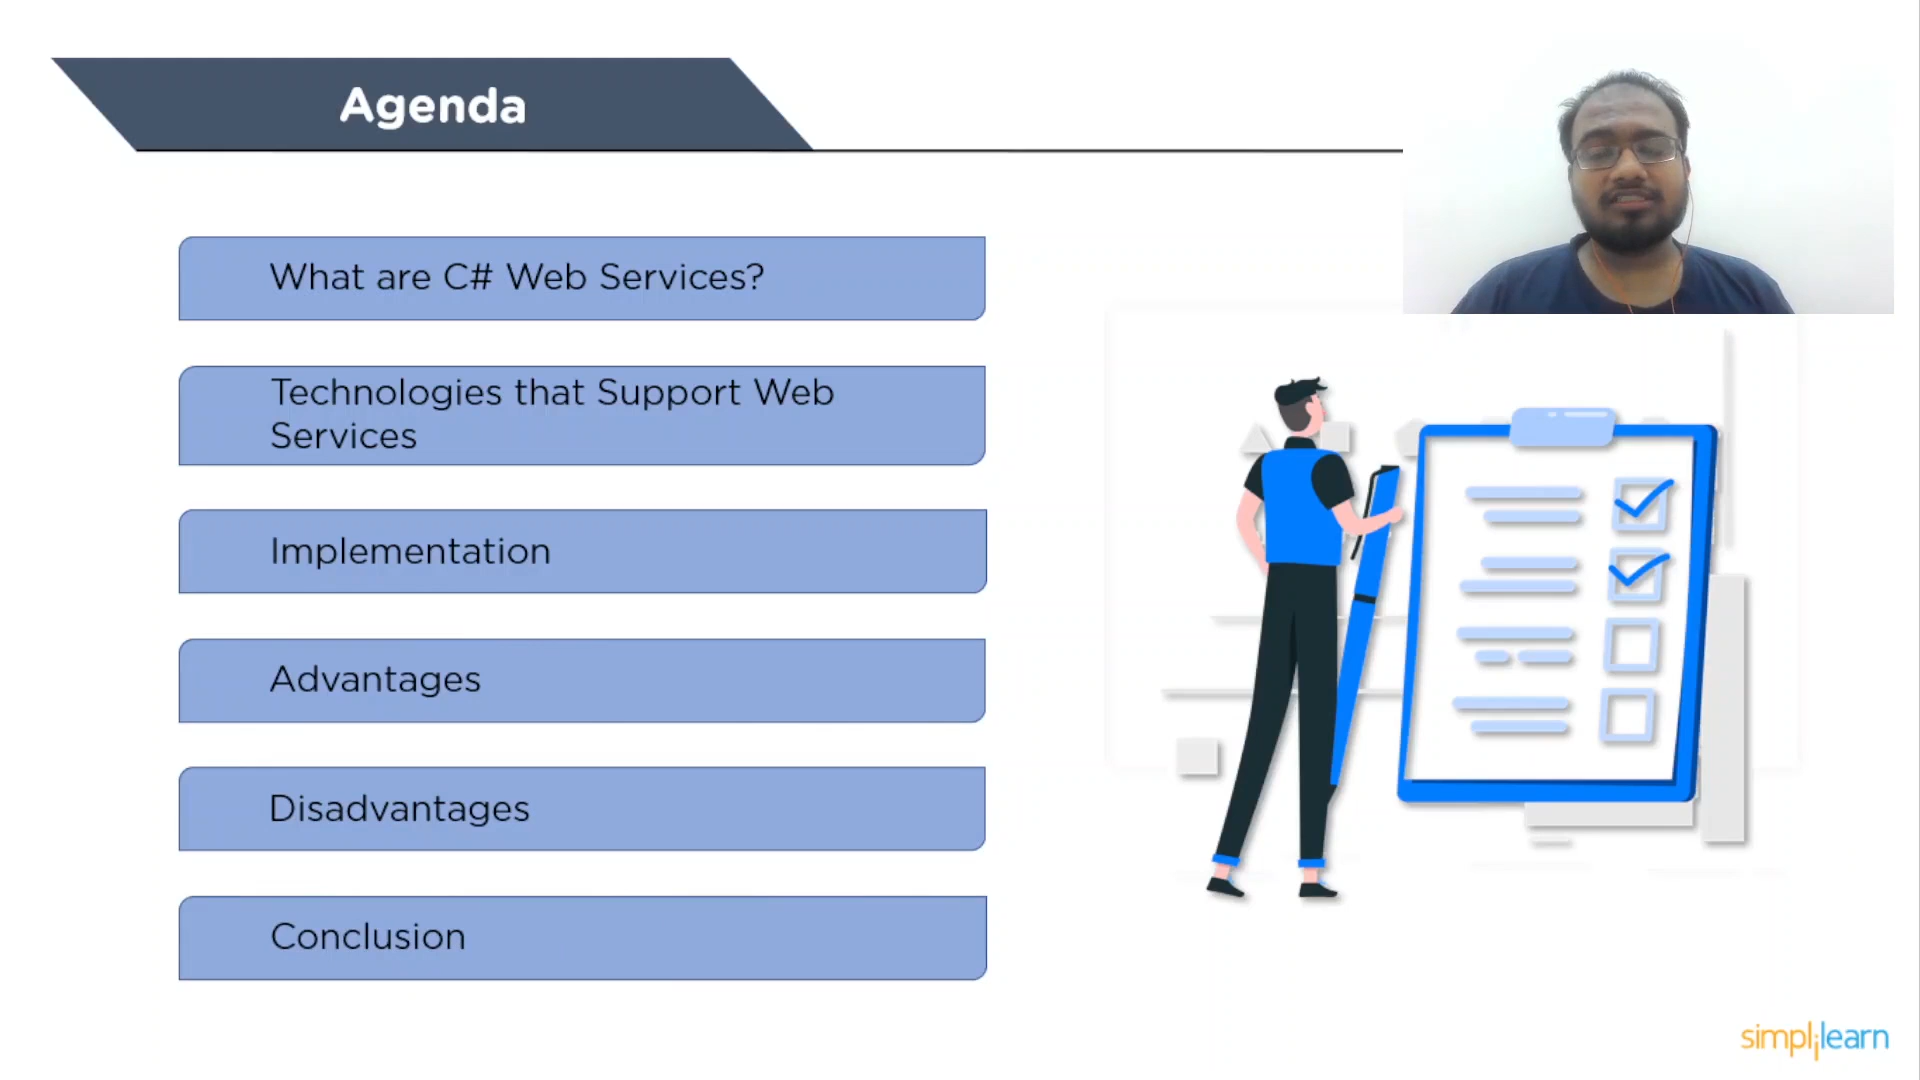 Agenda
What are C# Web Services?
Technologies that Support Web
Services
Implementation
Advantages
Disadvantages
Conclusion
simplilearn